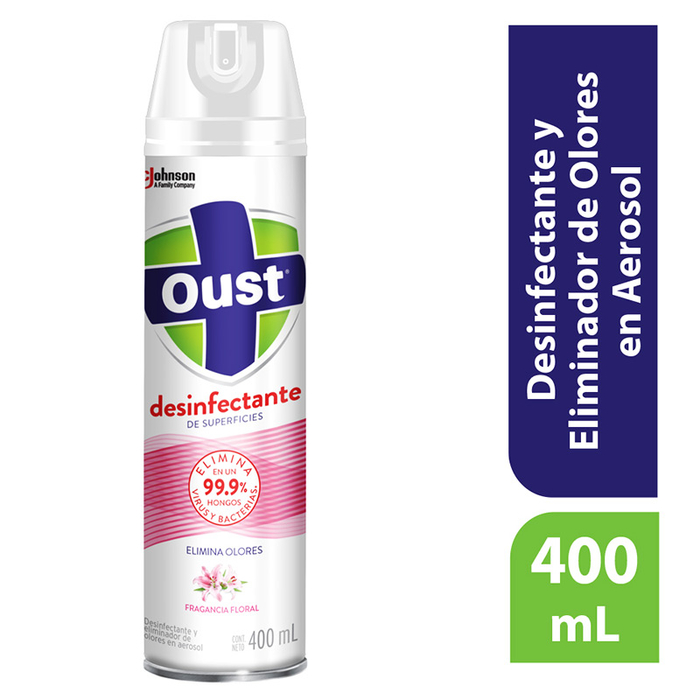 Johnson
A Family Company
Oust®
desinfectante
DE SUPERFICIES
ELIMINA
EN UN
99.9%
HONGOS
VIRUS Y BACTERIAS
ELIMINA OLORES
FRAGANCIA FLORAL
Desinfectante y
eliminador de
olores en aerosol
CONT.
NETO 400 mL
Desinfectante y
Eliminador de Olores
en Aerosol
400
mL